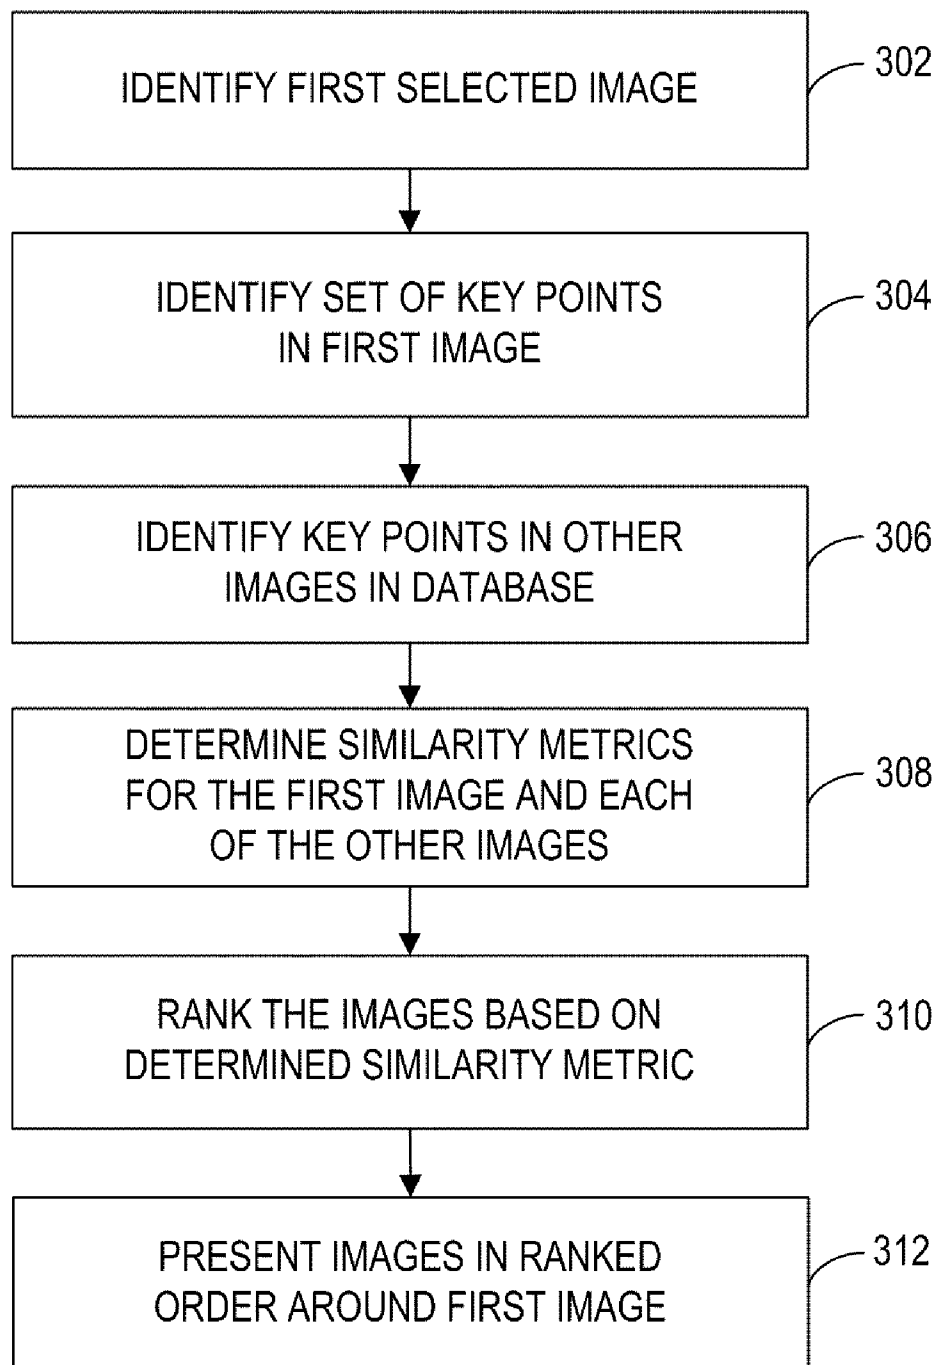 IDENTIFY FIRST SELECTED IMAGE
302
IDENTIFY SET OF KEY POINTS
IN FIRST IMAGE
304
IDENTIFY KEY POINTS IN OTHER
IMAGES IN DATABASE
306
DETERMINE SIMILARITY METRICS
FOR THE FIRST IMAGE AND EACH
OF THE OTHER IMAGES
308
RANK THE IMAGES BASED ON
DETERMINED SIMILARITY METRIC
310
PRESENT IMAGES IN RANKED
ORDER AROUND FIRST IMAGE
312